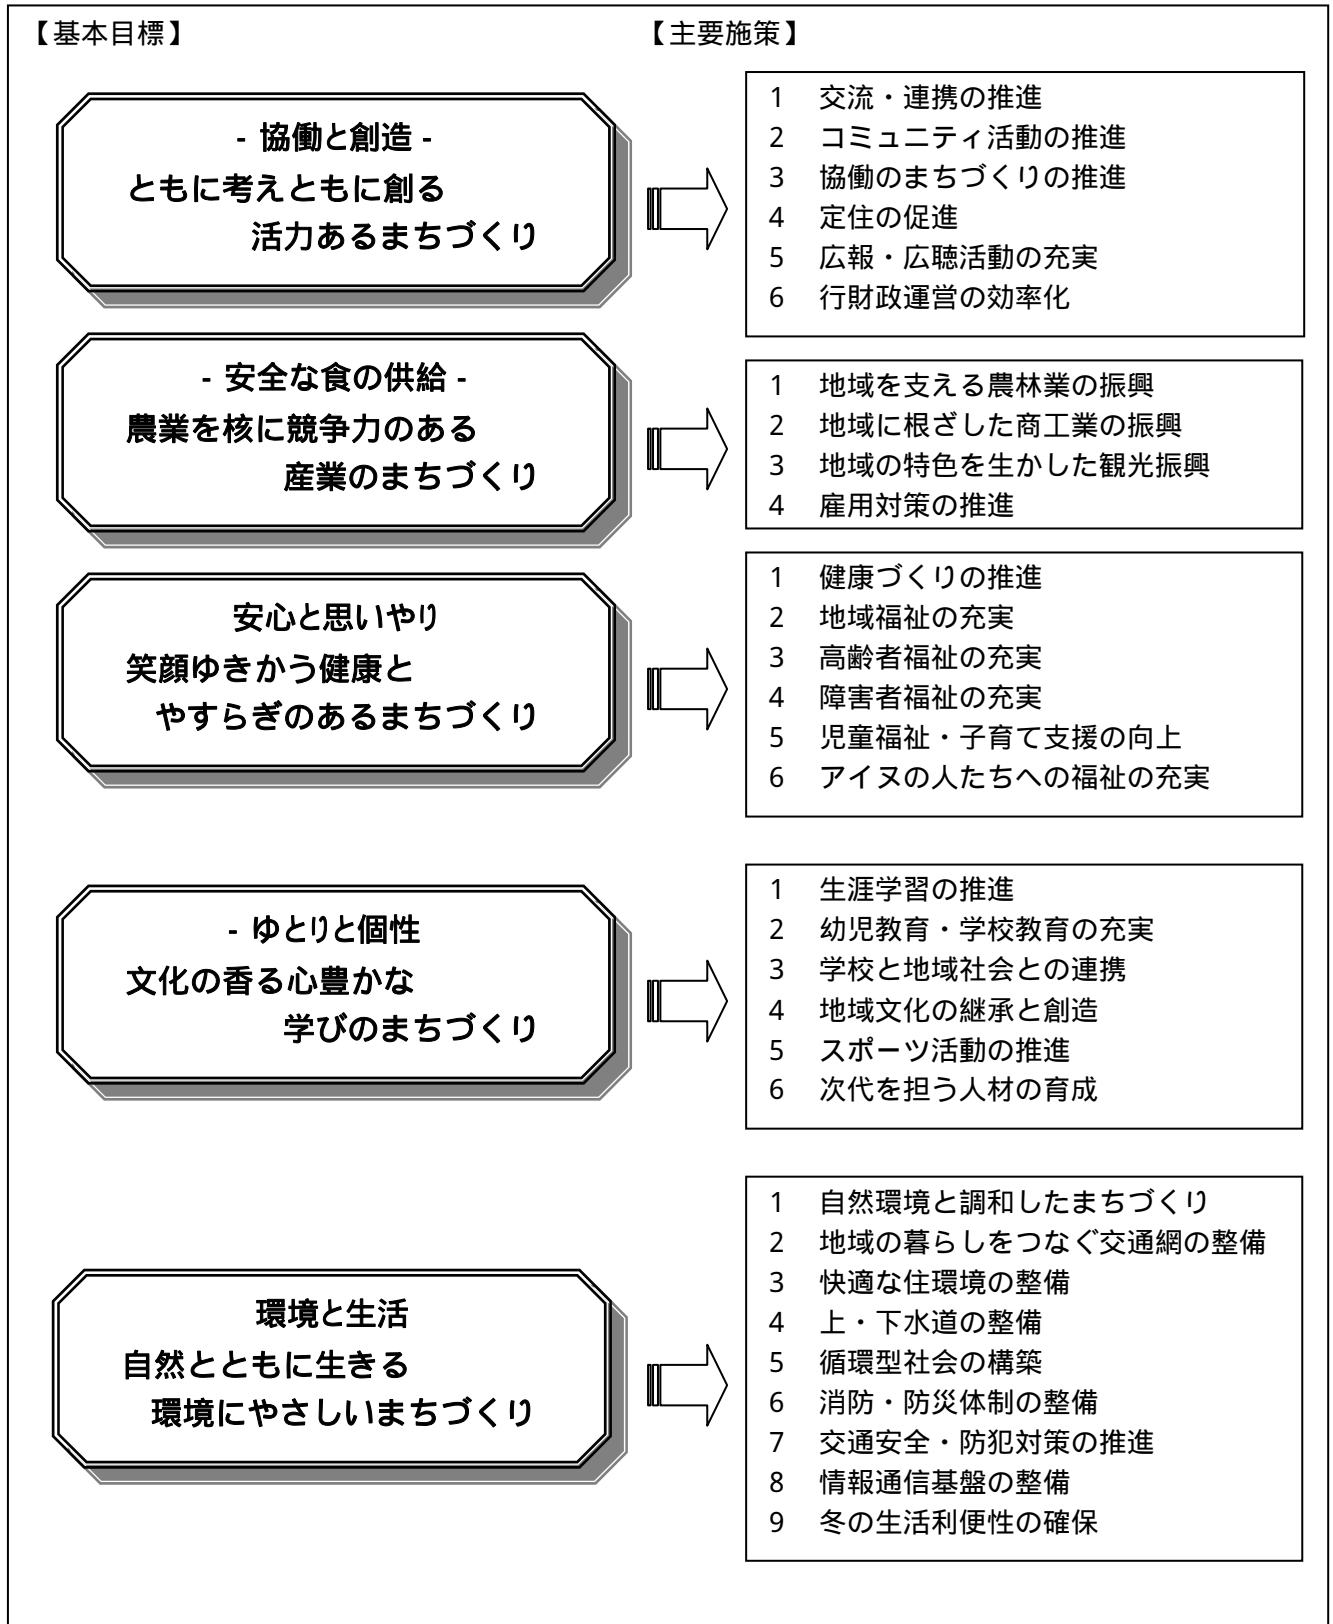 【基本目標】
【主要施策】
- 協働と創造 -
ともに考えともに創る
活力あるまちづくり
1 交流・連携の推進
2 コミュニティ活動の推進
3 協働のまちづくりの推進
4 定住の促進
5 広報・広聴活動の充実
6 行財政運営の効率化
- 安全な食の供給 -
農業を核に競争力のある
産業のまちづくり
1 地域を支える農林業の振興
2 地域に根ざした商工業の振興
3 地域の特色を生かした観光振興
4 雇用対策の推進
安心と思いやり
笑顔ゆきかう健康と
やすらぎのあるまちづくり
1 健康づくりの推進
2 地域福祉の充実
3 高齢者福祉の充実
4 障害者福祉の充実
5 児童福祉・子育て支援の向上
6 アイヌの人たちへの福祉の充実
- ゆとりと個性
文化の香る心豊かな
学びのまちづくり
1 生涯学習の推進
2 幼児教育・学校教育の充実
3 学校と地域社会との連携
4 地域文化の継承と創造
5 スポーツ活動の推進
6 次代を担う人材の育成
環境と生活
自然とともに生きる
環境にやさしいまちづくり
1 自然環境と調和したまちづくり
2 地域の暮らしをつなぐ交通網の整備
3 快適な住環境の整備
4 上・下水道の整備
5 循環型社会の構築
6 消防・防災体制の整備
7 交通安全・防犯対策の推進
8 情報通信基盤の整備
9 冬の生活利便性の確保